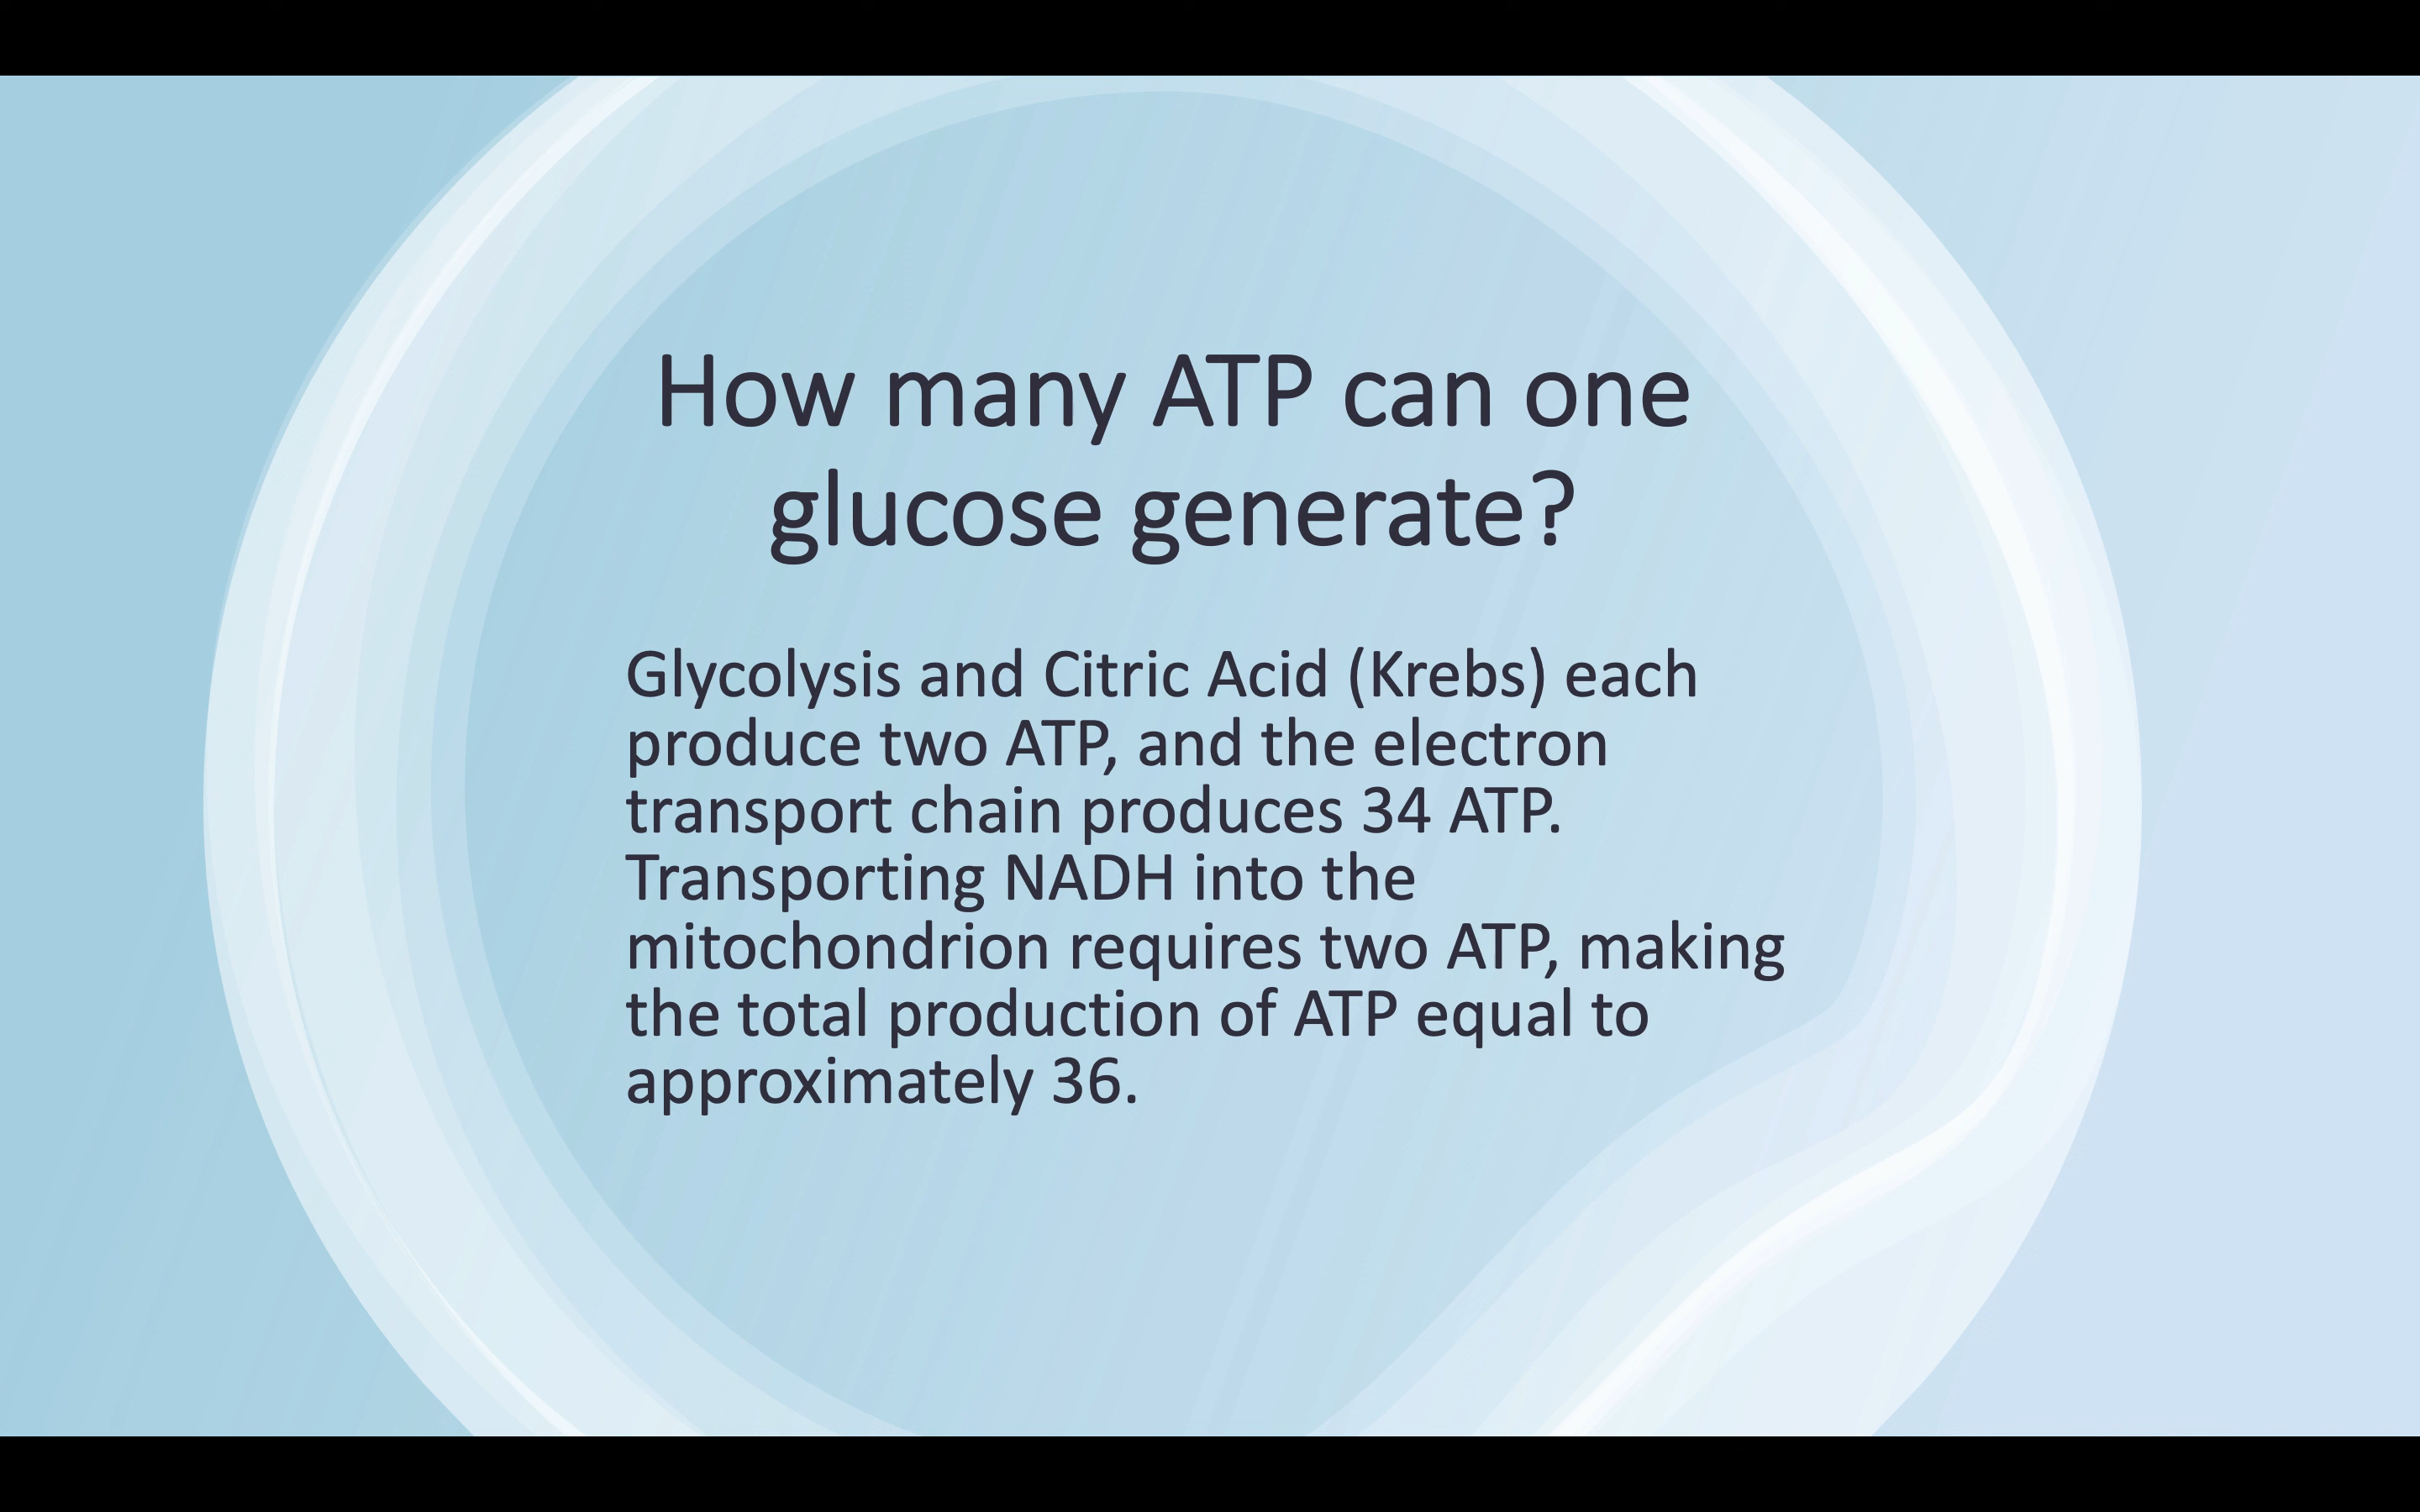 How many ATP can one
glucose generate?
Glycolysis and Citric Acid (Krebs) each
produce two ATP, and the electron
transport chain produces 34 ATP.
Transporting NADH into the
mitochondrion requires two ATP, making
the total production of ATP equal to
approximately 36.